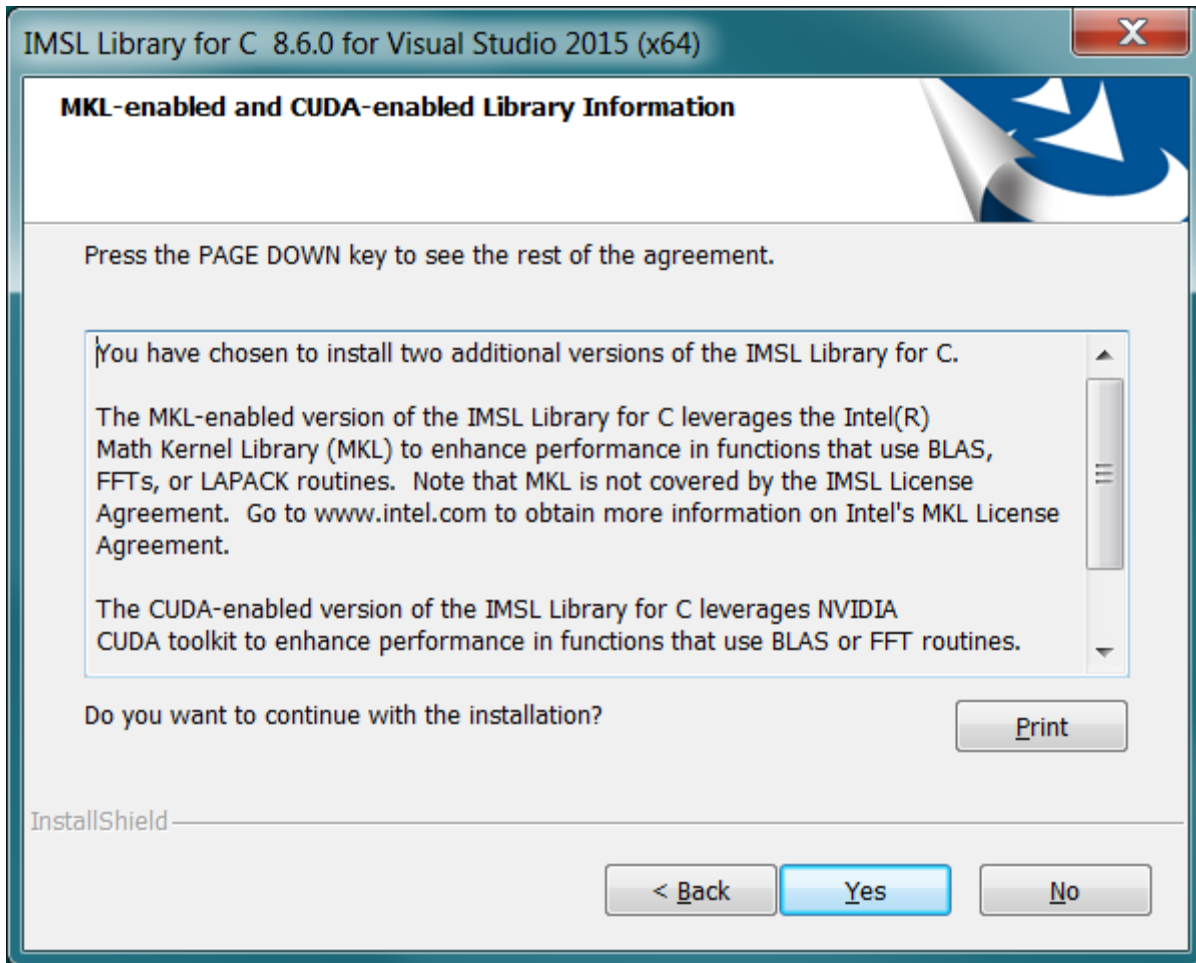 IMSL Library for C  8.6.0 for Visual Studio 2015 (x64)
MKL-enabled and CUDA-enabled Library Information
Press the PAGE DOWN key to see the rest of the agreement.
You have chosen to install two additional versions of the IMSL Library for C.
The MKL-enabled version of the IMSL Library for C leverages the Intel(R)
Math Kernel Library (MKL) to enhance performance in functions that use BLAS,
FFTs, or LAPACK routines.  Note that MKL is not covered by the IMSL License
Agreement.  Go to www.intel.com to obtain more information on Intel's MKL License
Agreement.
The CUDA-enabled version of the IMSL Library for C leverages NVIDIA
CUDA toolkit to enhance performance in functions that use BLAS or FFT routines.
Do you want to continue with the installation?
Print
InstallShield
< Back
Yes
No